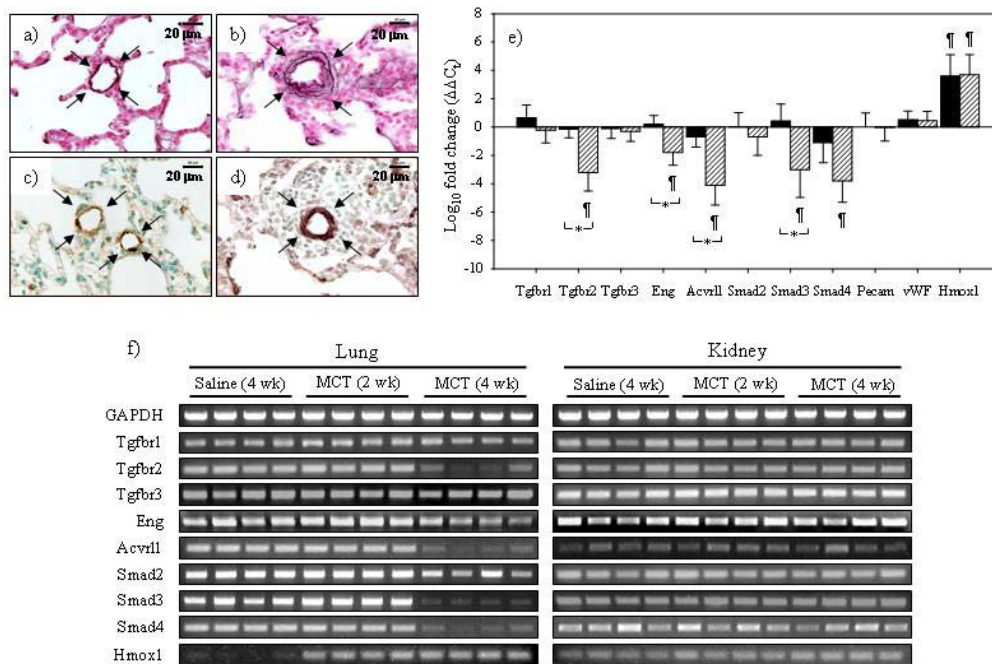 a)
20 µm
b)
20 µm
c)
20 µm
d)
20 µm
e)
Log10 fold change (ΔΔCt)
8
6
4
2
0
-2
-4
-6
-8
-10
¶ ¶
¶
¶
¶
¶
¶
*
*
*
*
Tgfbr1 Tgfbr2 Tgfbr3 Eng Acvrl1 Smad2 Smad3 Smad4 Pecam vWF Hmox1
f)
Lung Kidney
Saline (4 wk) MCT (2 wk) MCT (4 wk) Saline (4 wk) MCT (2 wk) MCT (4 wk)
GAPDH
Tgfbr1
Tgfbr2
Tgfbr3
Eng
Acvrl1
Smad2
Smad3
Smad4
Hmox1